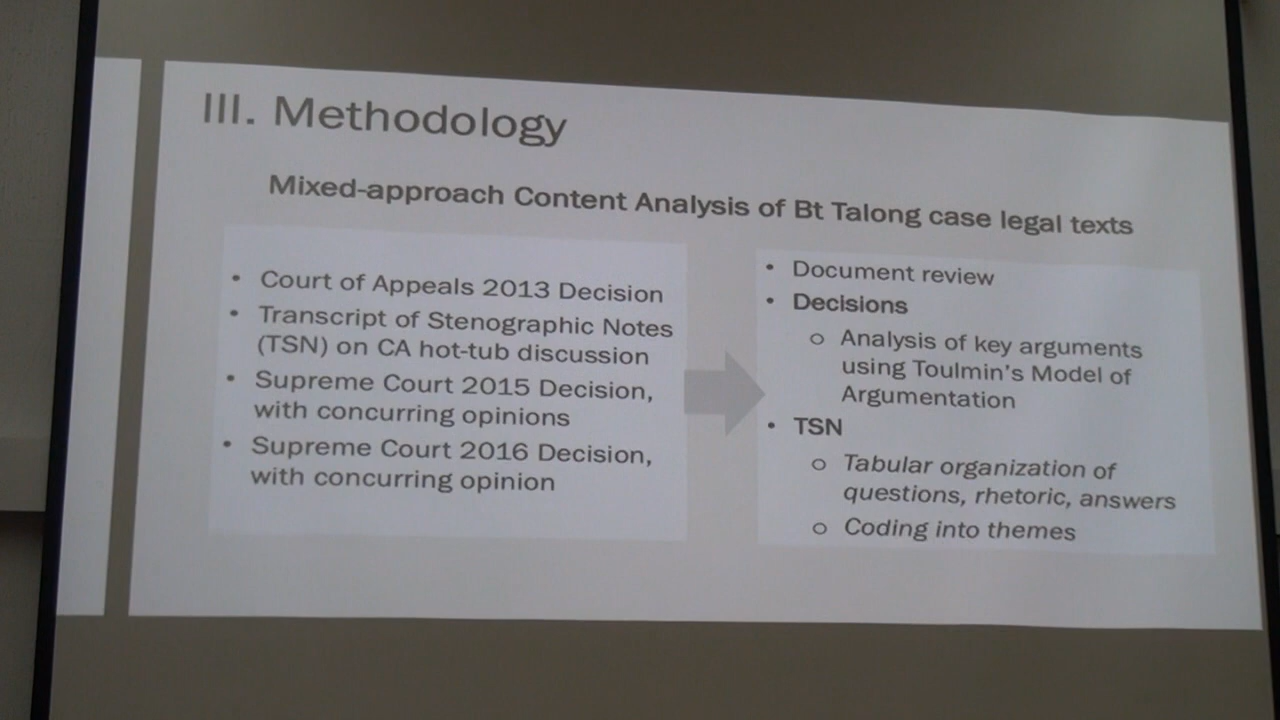 III. Methodology
Mixed-approach Content Analysis of Bt Talong case legal texts
• Court of Appeals 2013 Decision
• Transcript of Stenographic Notes
(TSN) on CA hot-tub discussion
• Supreme Court 2015 Decision,
with concurring opinions
• Supreme Court 2016 Decision,
with concurring opinion
• Document review
• Decisions
o Analysis of key arguments
using Toulmin's Model of
Argumentation
• TSN
o Tabular organization of
questions, rhetoric, answers
o Coding into themes